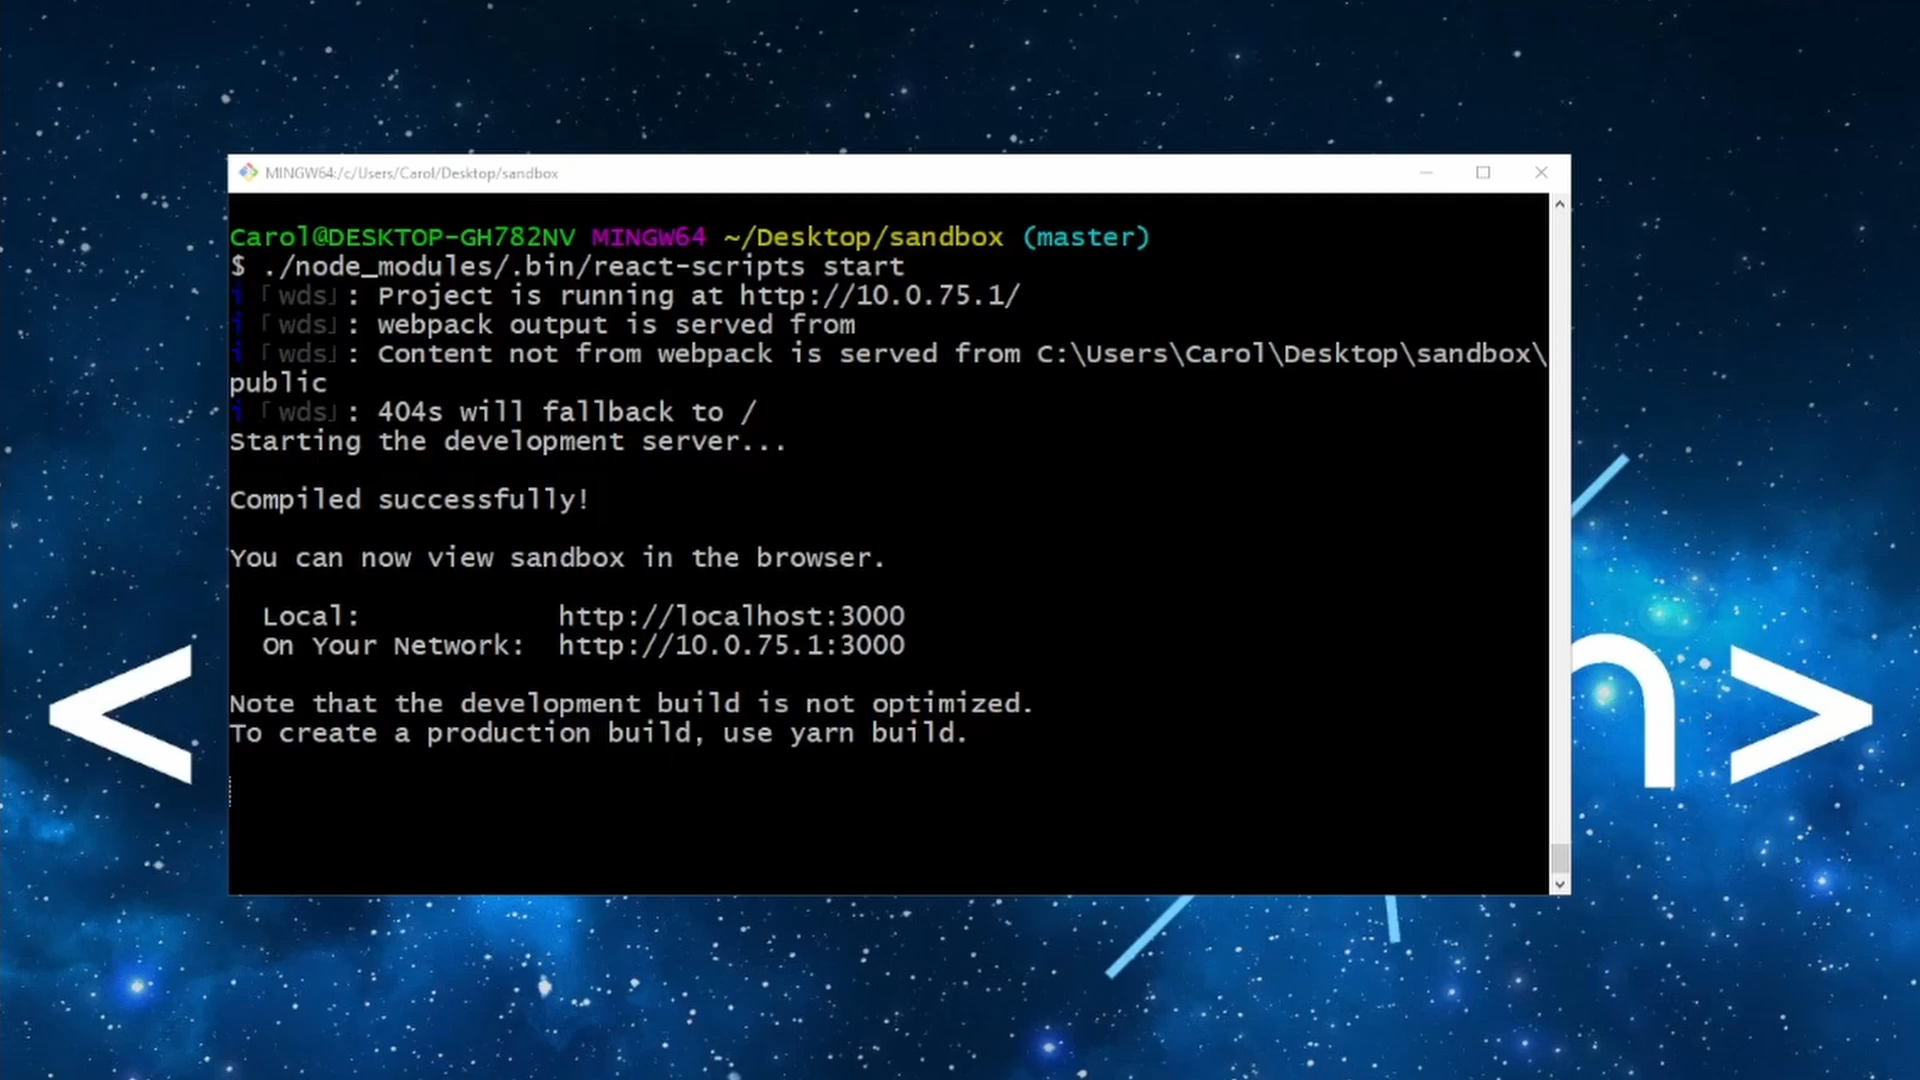 MINGW64:/c/Users/Carol/Desktop/sandbox
Carol@DESKTOP-GH782NV MINGW64 ~/Desktop/sandbox (master)
$ ./node_modules/.bin/react-scripts start
i ｢wds｣: Project is running at http://10.0.75.1/
i ｢wds｣: webpack output is served from
i ｢wds｣: Content not from webpack is served from C:\Users\Carol\Desktop\sandbox\
public
i ｢wds｣: 404s will fallback to /
Starting the development server...
Compiled successfully!
You can now view sandbox in the browser.
Local: http://localhost:3000
On Your Network: http://10.0.75.1:3000
Note that the development build is not optimized.
To create a production build, use yarn build.